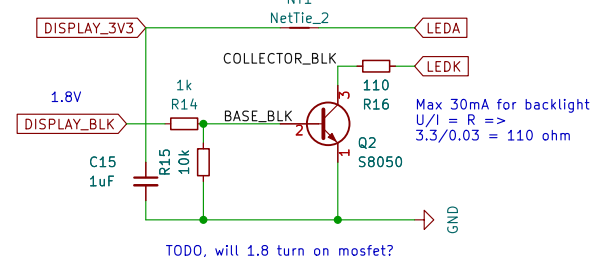 NT1
NetTie_2
DISPLAY_3V3
LEDA
COLLECTOR_BLK
LEDK
110
R16
1.8V
1k
R14
3
Max 30mA for backlight
U/I = R =>
3.3/0.03 = 110 ohm
DISPLAY_BLK
BASE_BLK
2
Q2
S8050
1
C15
1uF
R15
10k
GND
TODO, will 1.8 turn on mosfet?